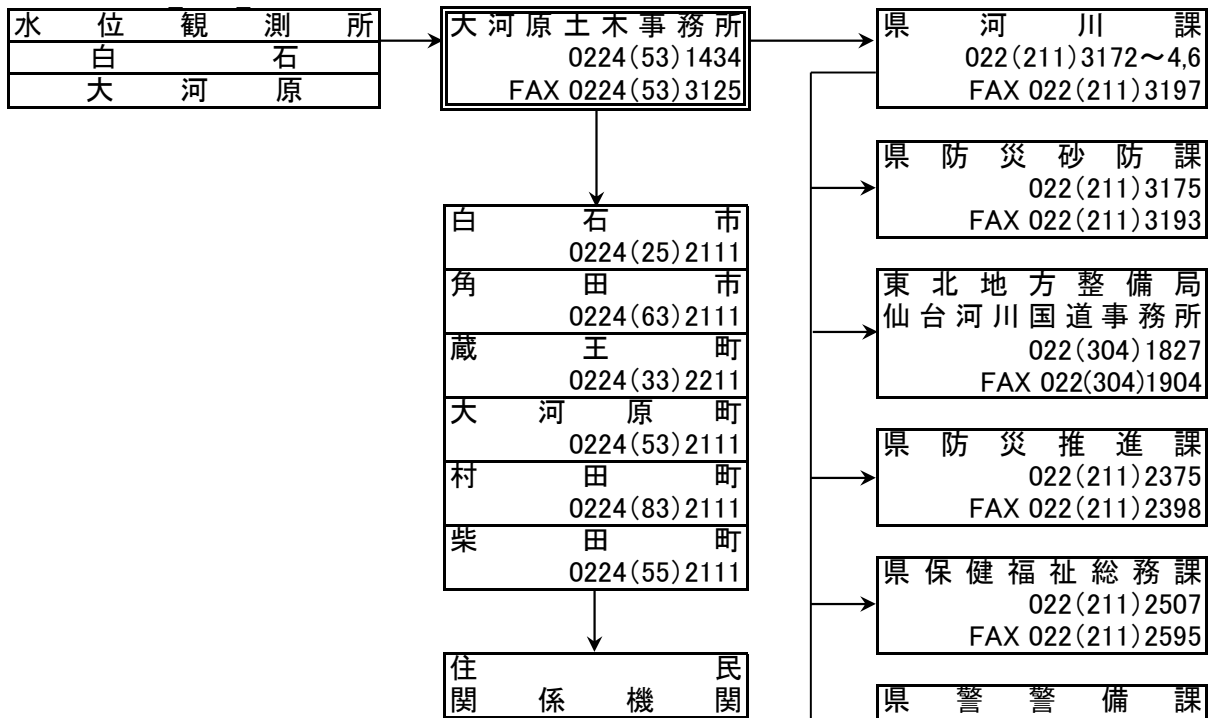 水位観測所
白石
大河原
大河原土木事務所
0224(53)1434
FAX 0224(53)3125
白石市
0224(25)2111
角田市
0224(63)2111
蔵王町
0224(33)2211
大河原町
0224(53)2111
村田町
0224(83)2111
柴田町
0224(55)2111
住民
関係機関
県河川課
022(211)3172～4,6
FAX 022(211)3197
県防災砂防課
022(211)3175
FAX 022(211)3193
東北地方整備局
仙台河川国道事務所
022(304)1827
FAX 022(304)1904
県防災推進課
022(211)2375
FAX 022(211)2398
県保健福祉総務課
022(211)2507
FAX 022(211)2595
県警警備課